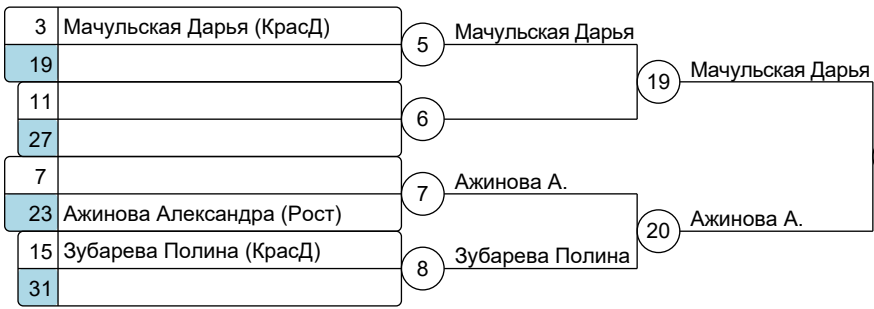 3 Мачульская Дарья (КрасД)
19
11
27
7
23 Ажинова Александра (Рост)
15 Зубарева Полина (КрасД)
31
5 Мачульская Дарья
6
7 Ажинова А.
8 Зубарева Полина
19 Мачульская Дарья
20 Ажинова А.